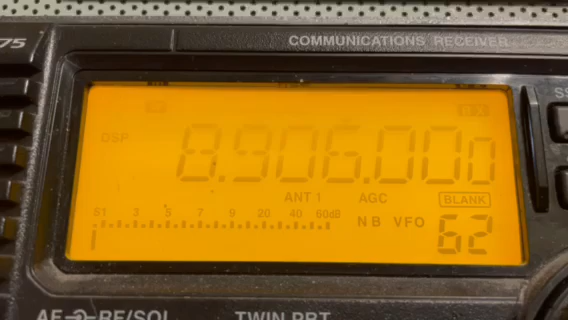 75 COMMUNICATIONS RECEIVER
DSP
8.906.000
ANT 1 AGC BLANK
S1 3 5 7 9 20 40 60dB
NB VFO 62
AF RF/SQL TWIN PBT